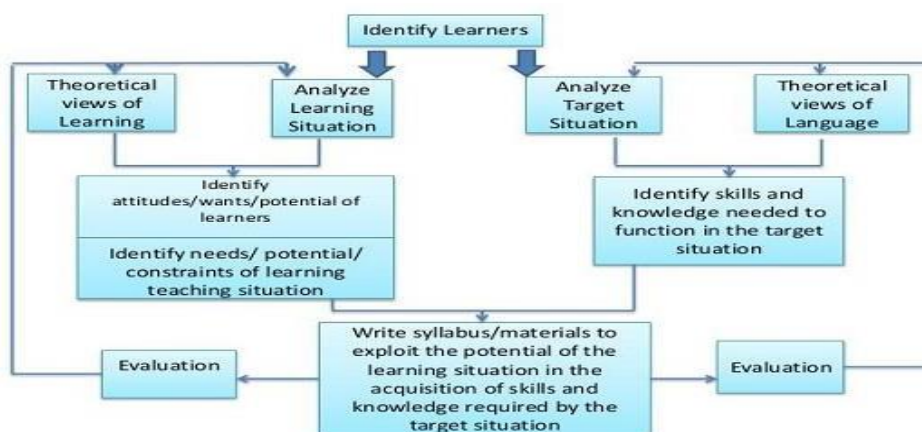 Identify Learners
Theoretical
views of
Learning
Analyze
Learning
Situation
Analyze
Target
Situation
Theoretical
views of
Language
Identify
attitudes/wants/potential of
learners
Identify needs/ potential/
constraints of learning
teaching situation
Identify skills and
knowledge needed to
function in the target
situation
Evaluation
Write syllabus/materials to
exploit the potential of the
learning situation in the
acquisition of skills and
knowledge required by the
target situation
Evaluation